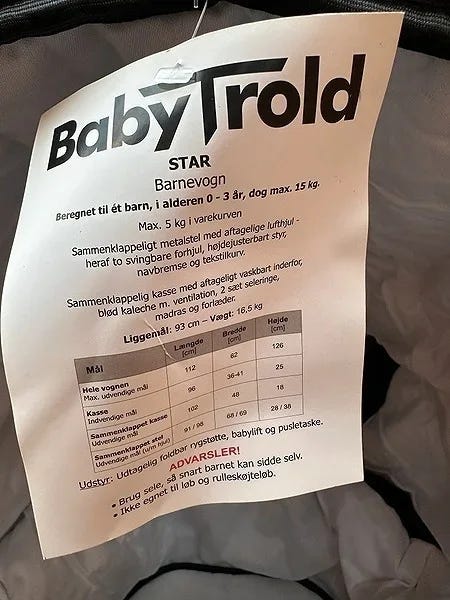 BabyTrold
STAR
Barnevogn
Beregnet til ét barn, i alderen 0 - 3 år, dog max. 15 kg.
Max. 5 kg i varekurven
Sammenklappeligt metalstel med aftagelige lufthjul -
heraf to svingbare forhjul, højdejusterbart styr,
navbremse og tekstilkurv.
Sammenklappelig kasse med aftageligt vaskbart inderfor,
blød kaleche m. ventilation, 2 sæt seleringe,
madras og forlæder.
Liggemål: 93 cm – Vægt: 16,5 kg
Mål Længde [cm] Bredde [cm] Højde [cm]
Hele vognen
Max. udvendige mål 112 62 126
Kasse
Indvendige mål 96 36-41 25
Sammenklappet kasse
Udvendige mål 102 48 18
Sammenklappet stel
Udvendige mål (u/m hjul) 91 / 98 68 / 69 28 / 38
Udstyr: Udtagelig foldbar rygstøtte, babylift og pusletaske.
ADVARSLER!
• Brug sele, så snart barnet kan sidde selv.
• Ikke egnet til løb og rulleskøjteløb.